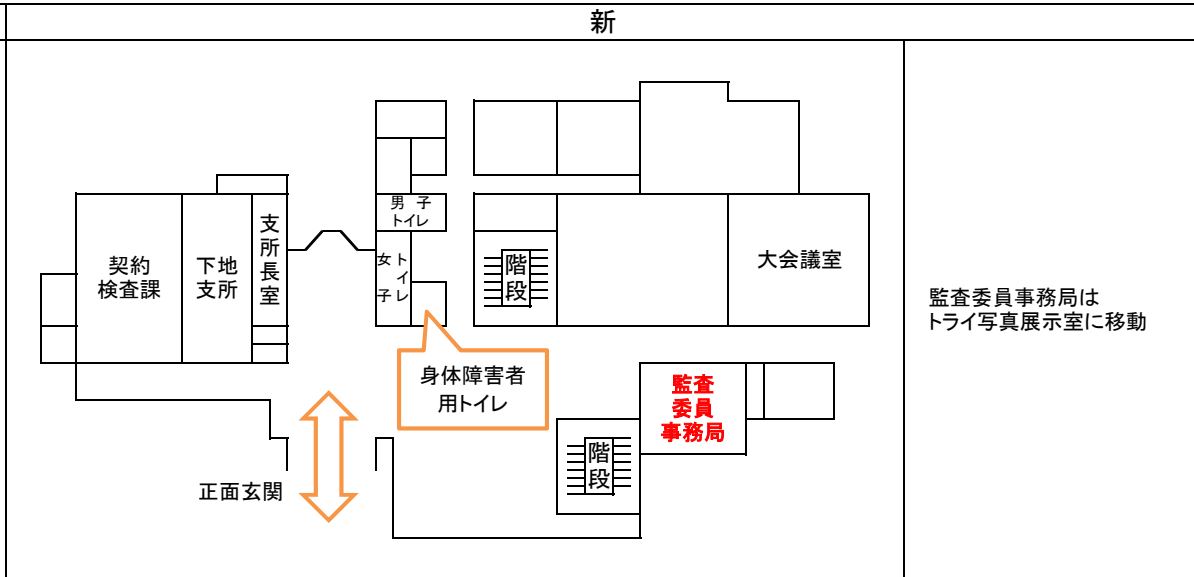 新
契約
検査課
下地
支所
支所長室
男 子
トイレ
女 子
トイレ
階段
大会議室
監査委員事務局は
トライ写真展示室に移動
身体障害者
用トイレ
監査
委員
事務局
階段
正面玄関